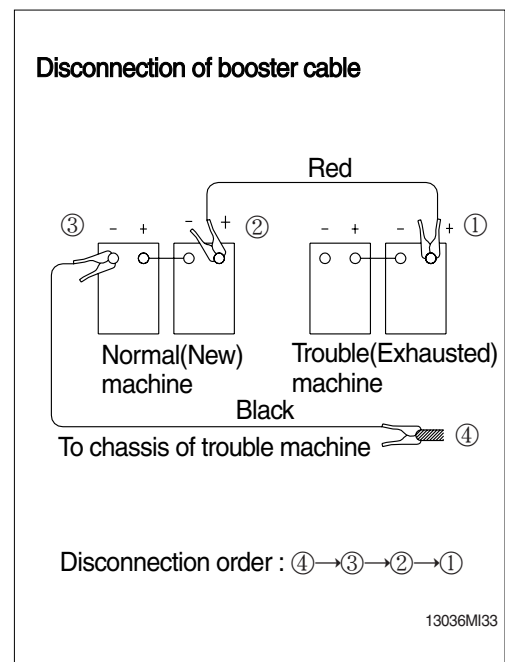 Disconnection of booster cable
Red
③ - + - + ② - + - + ①
Normal(New)
machine
Trouble(Exhausted)
machine
Black
To chassis of trouble machine ④
Disconnection order : ④→③→②→①
13036MI33